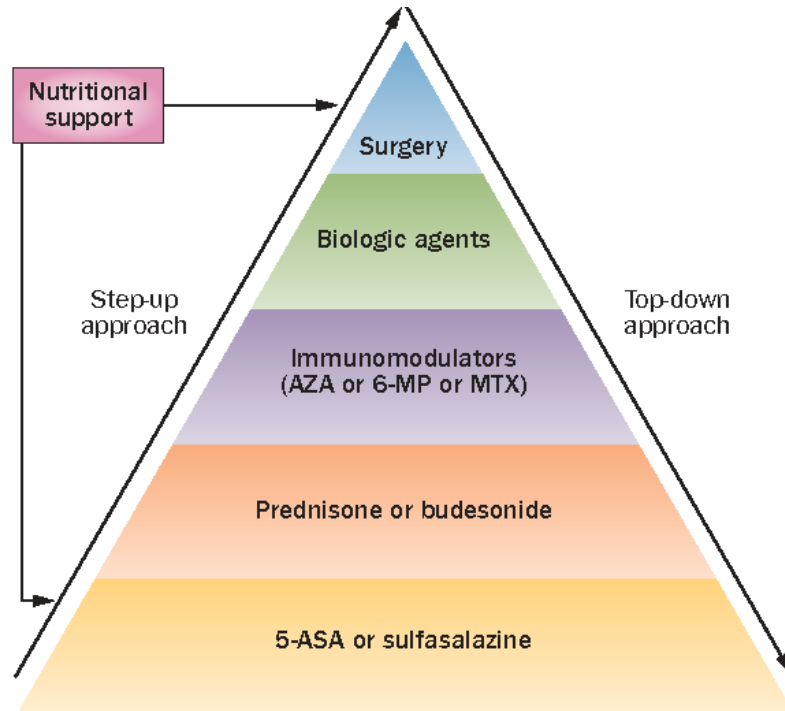 Nutritional
support
Surgery
Biologic agents
Step-up
approach
Top-down
approach
Immunomodulators
(AZA or 6-MP or MTX)
Prednisone or budesonide
5-ASA or sulfasalazine